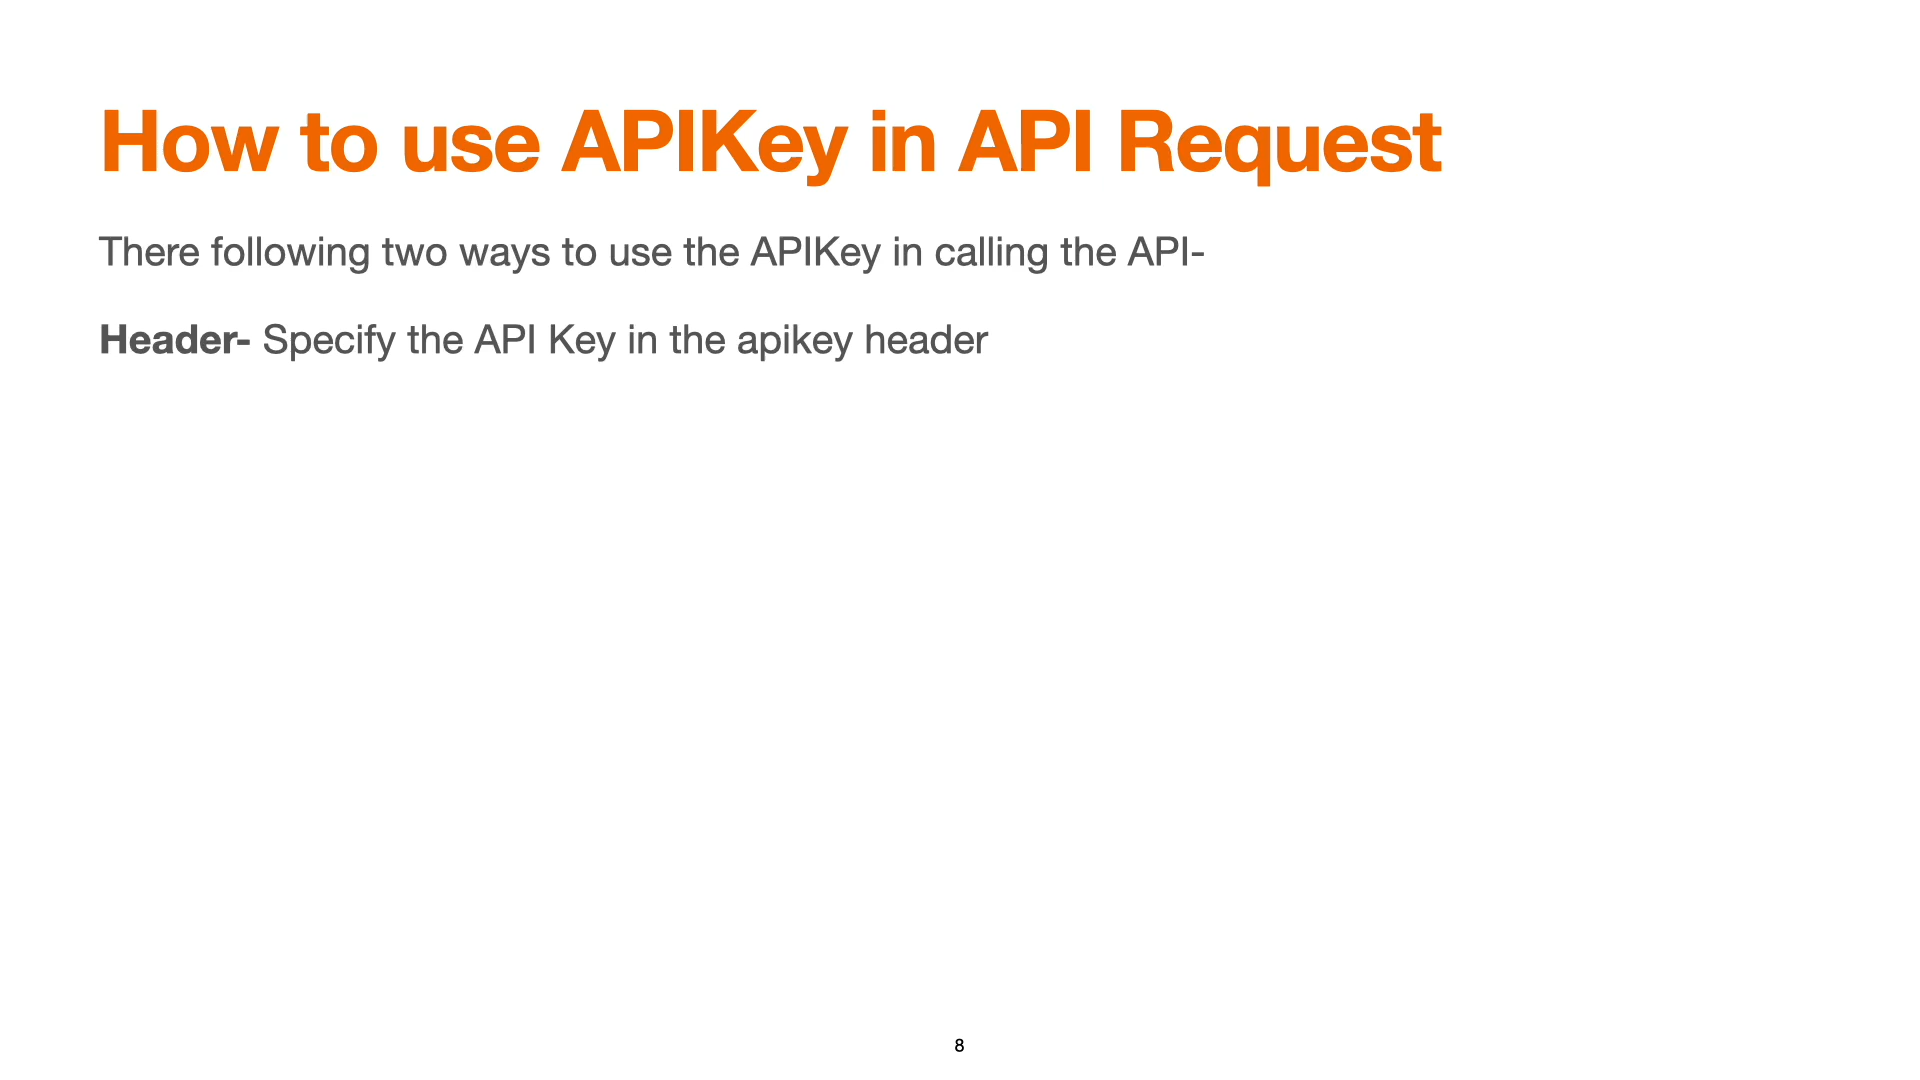 How to use APIKey in API Request
There following two ways to use the APIKey in calling the API-
Header- Specify the API Key in the apikey header
8